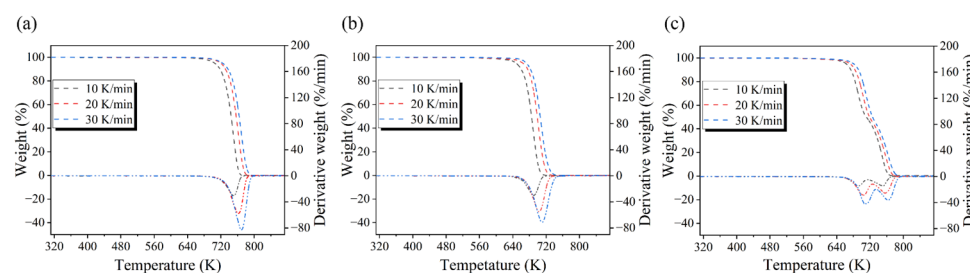 (a)
100
80
60
40
20
0
−20
−40
Weight (%)
200
160
120
80
40
0
−40
−80
Derivative weight (%/min)
10 K/min
20 K/min
30 K/min
320 400 480 560 640 720 800
Temperature (K)
(b)
100
80
60
40
20
0
−20
−40
Weight (%)
200
160
120
80
40
0
−40
−80
Derivative weight (%/min)
10 K/min
20 K/min
30 K/min
320 400 480 560 640 720 800
Tempetature (K)
(c)
100
80
60
40
20
0
−20
−40
Weight (%)
200
160
120
80
40
0
−40
−80
Derivative weight (%/min)
10 K/min
20 K/min
30 K/min
320 400 480 560 640 720 800
Temperature (K)